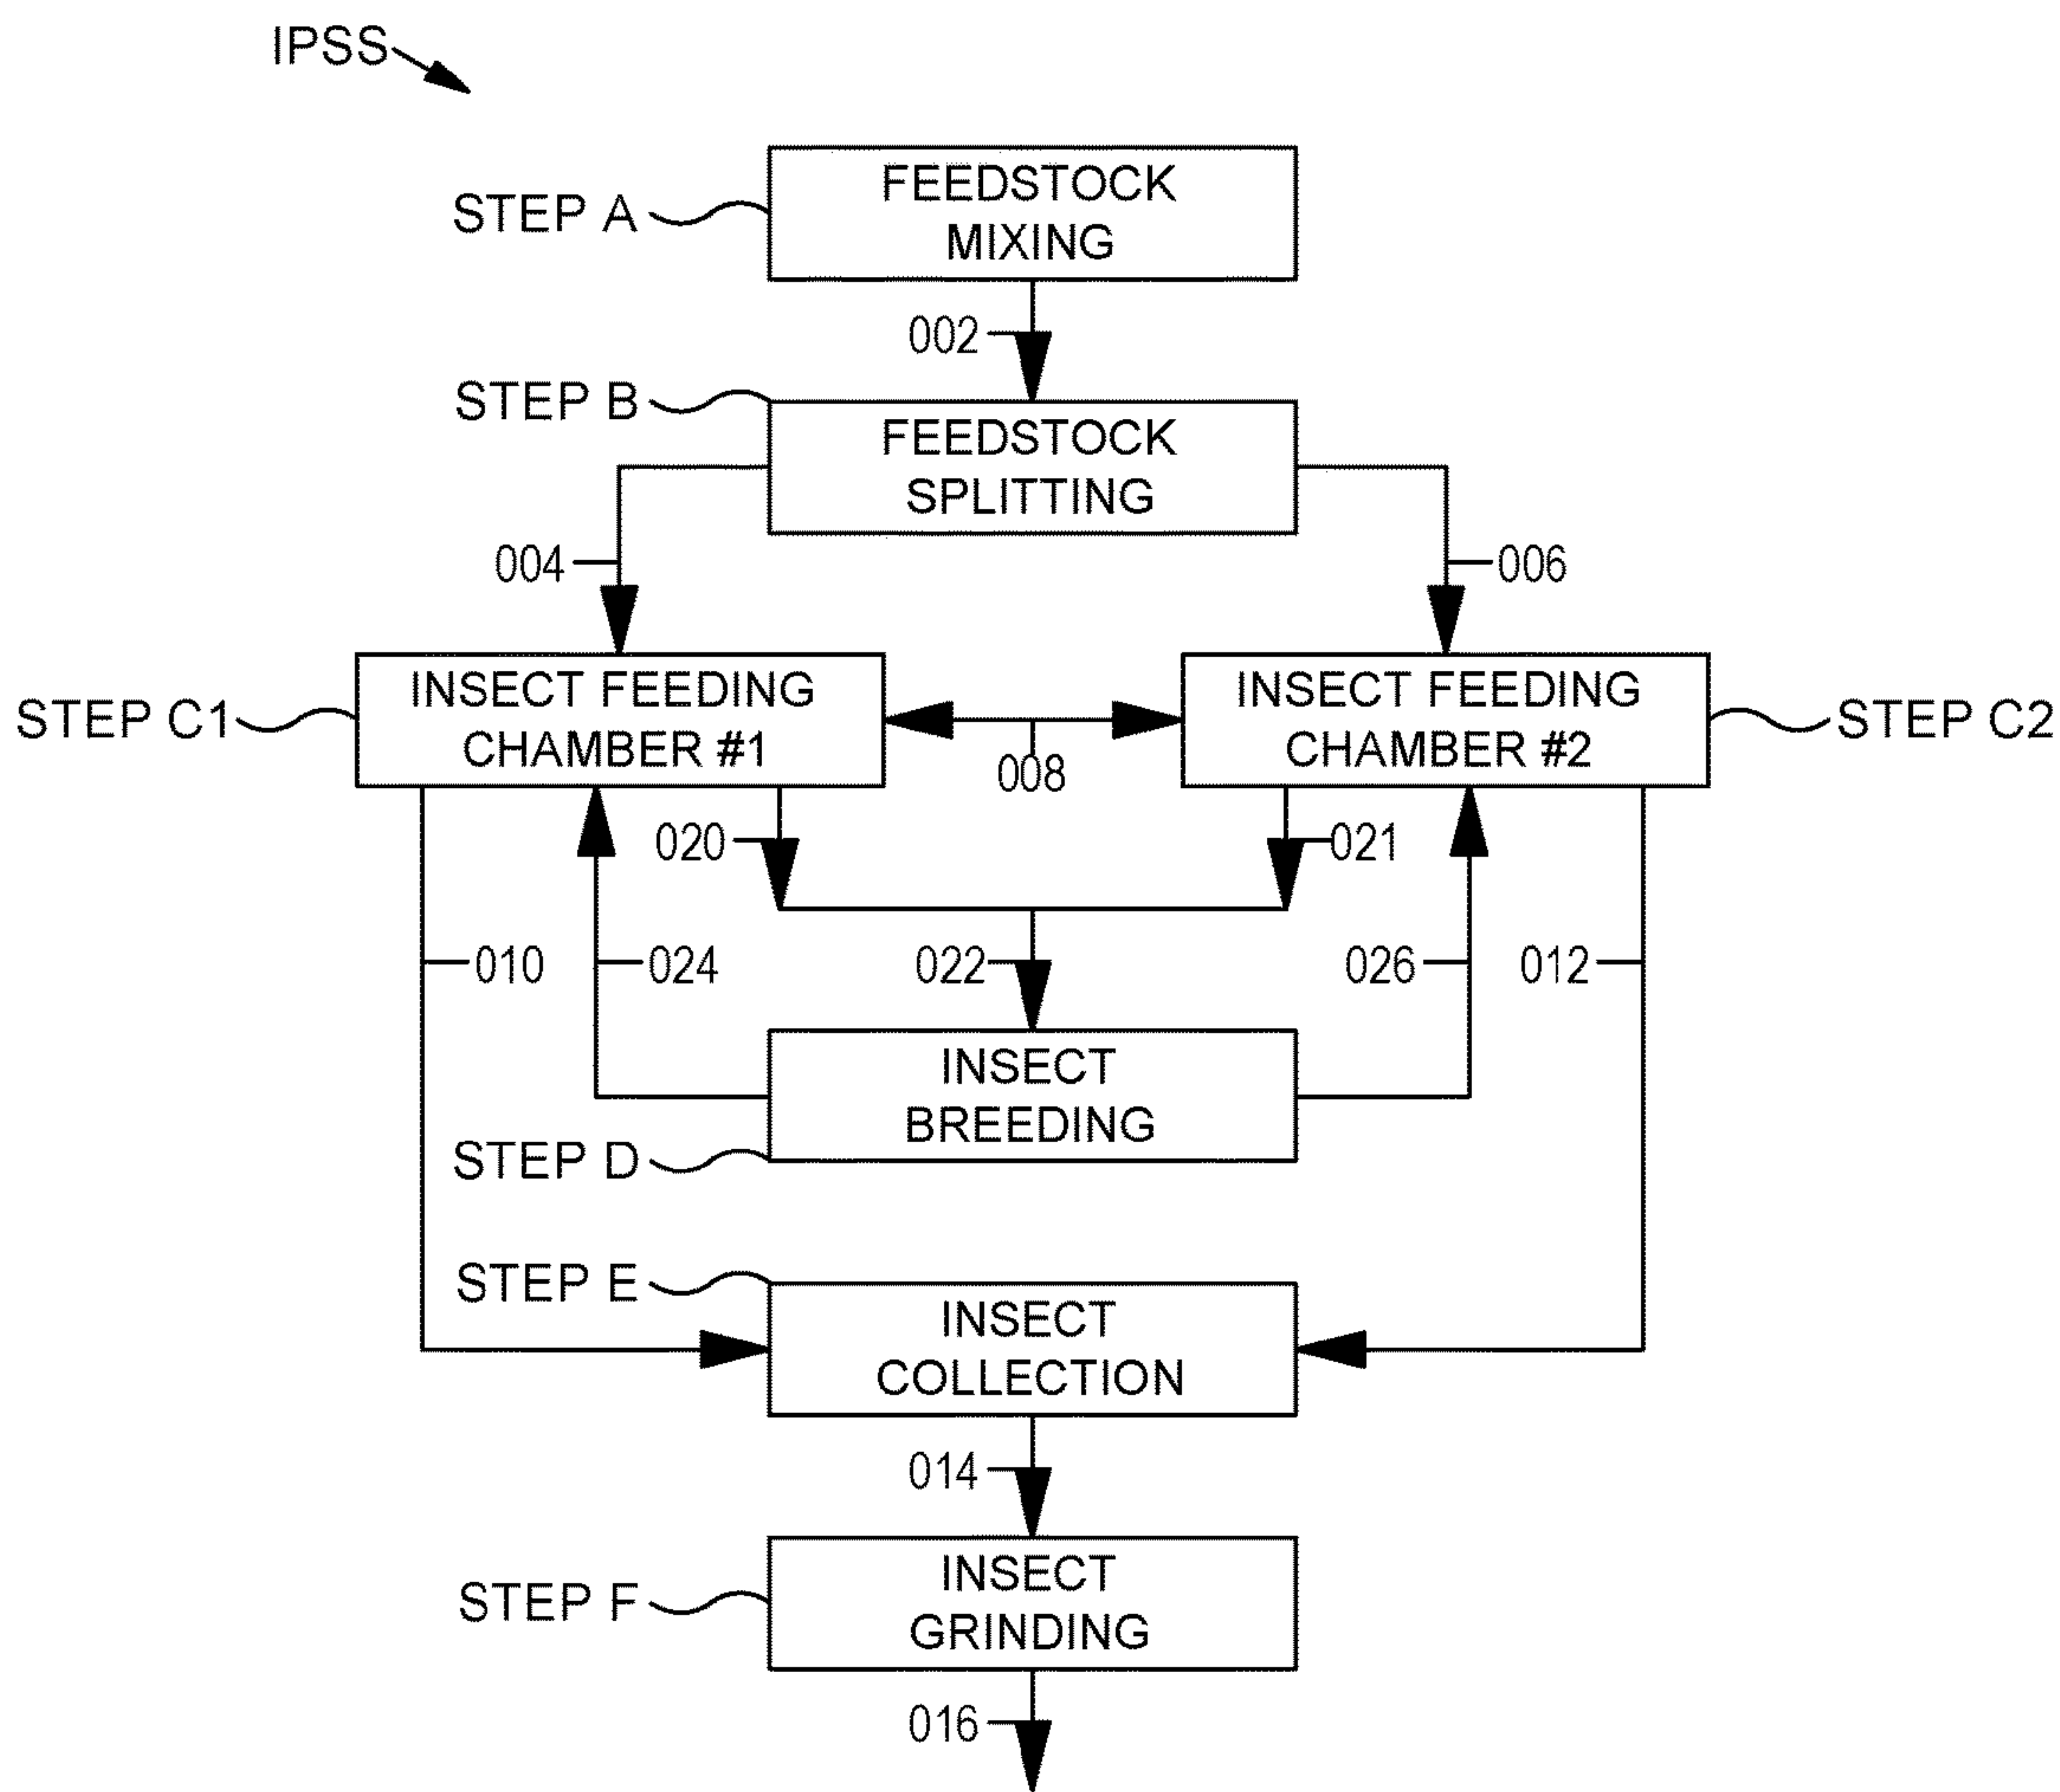 IPSS
STEP A
FEEDSTOCK
MIXING
002
STEP B
FEEDSTOCK
SPLITTING
004
006
STEP C1
INSECT FEEDING
CHAMBER #1
008
INSECT FEEDING
CHAMBER #2
STEP C2
020
021
010
024
022
026
012
INSECT
BREEDING
STEP D
STEP E
INSECT
COLLECTION
014
STEP F
INSECT
GRINDING
016